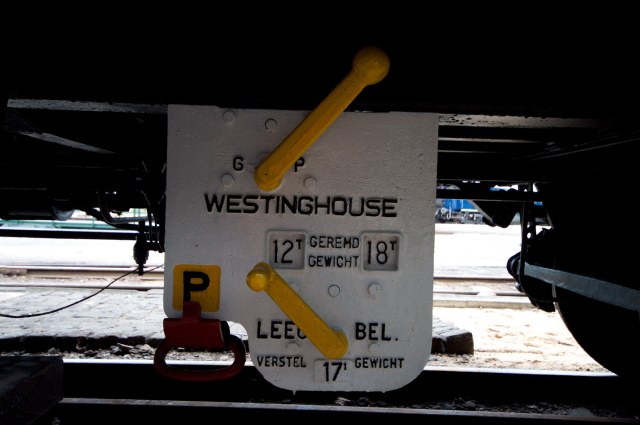 G P
WESTINGHOUSE
12T GEREMD 18T
GEWICHT
P
LEEG BEL.
VERSTEL GEWICHT
17T